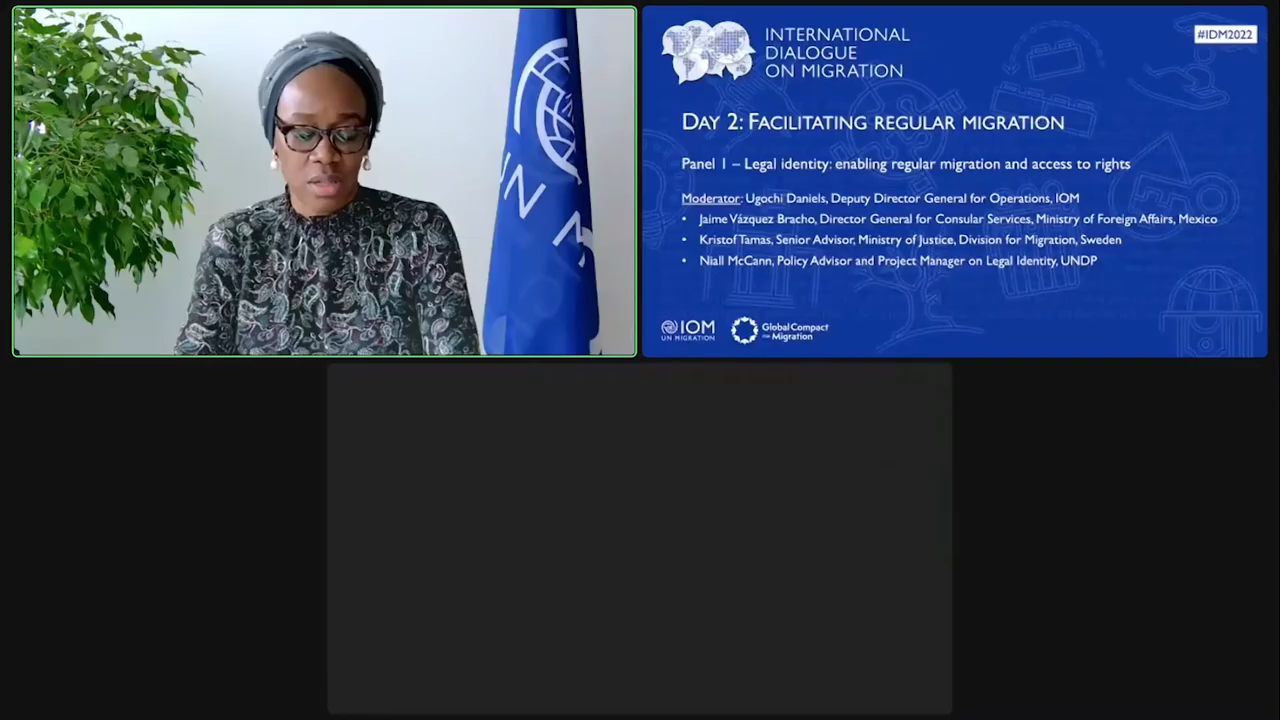 UN M
INTERNATIONAL
DIALOGUE
ON MIGRATION
#IDM2022
DAY 2: FACILITATING REGULAR MIGRATION
Panel 1 – Legal identity: enabling regular migration and access to rights
Moderator: Ugochi Daniels, Deputy Director General for Operations, IOM
• Jaime Vázquez Bracho, Director General for Consular Services, Ministry of Foreign Affairs, Mexico
• Kristof Tamas, Senior Advisor, Ministry of Justice, Division for Migration, Sweden
• Niall McCann, Policy Advisor and Project Manager on Legal Identity, UNDP
IOM
UN MIGRATION
Global Compact
FOR Migration